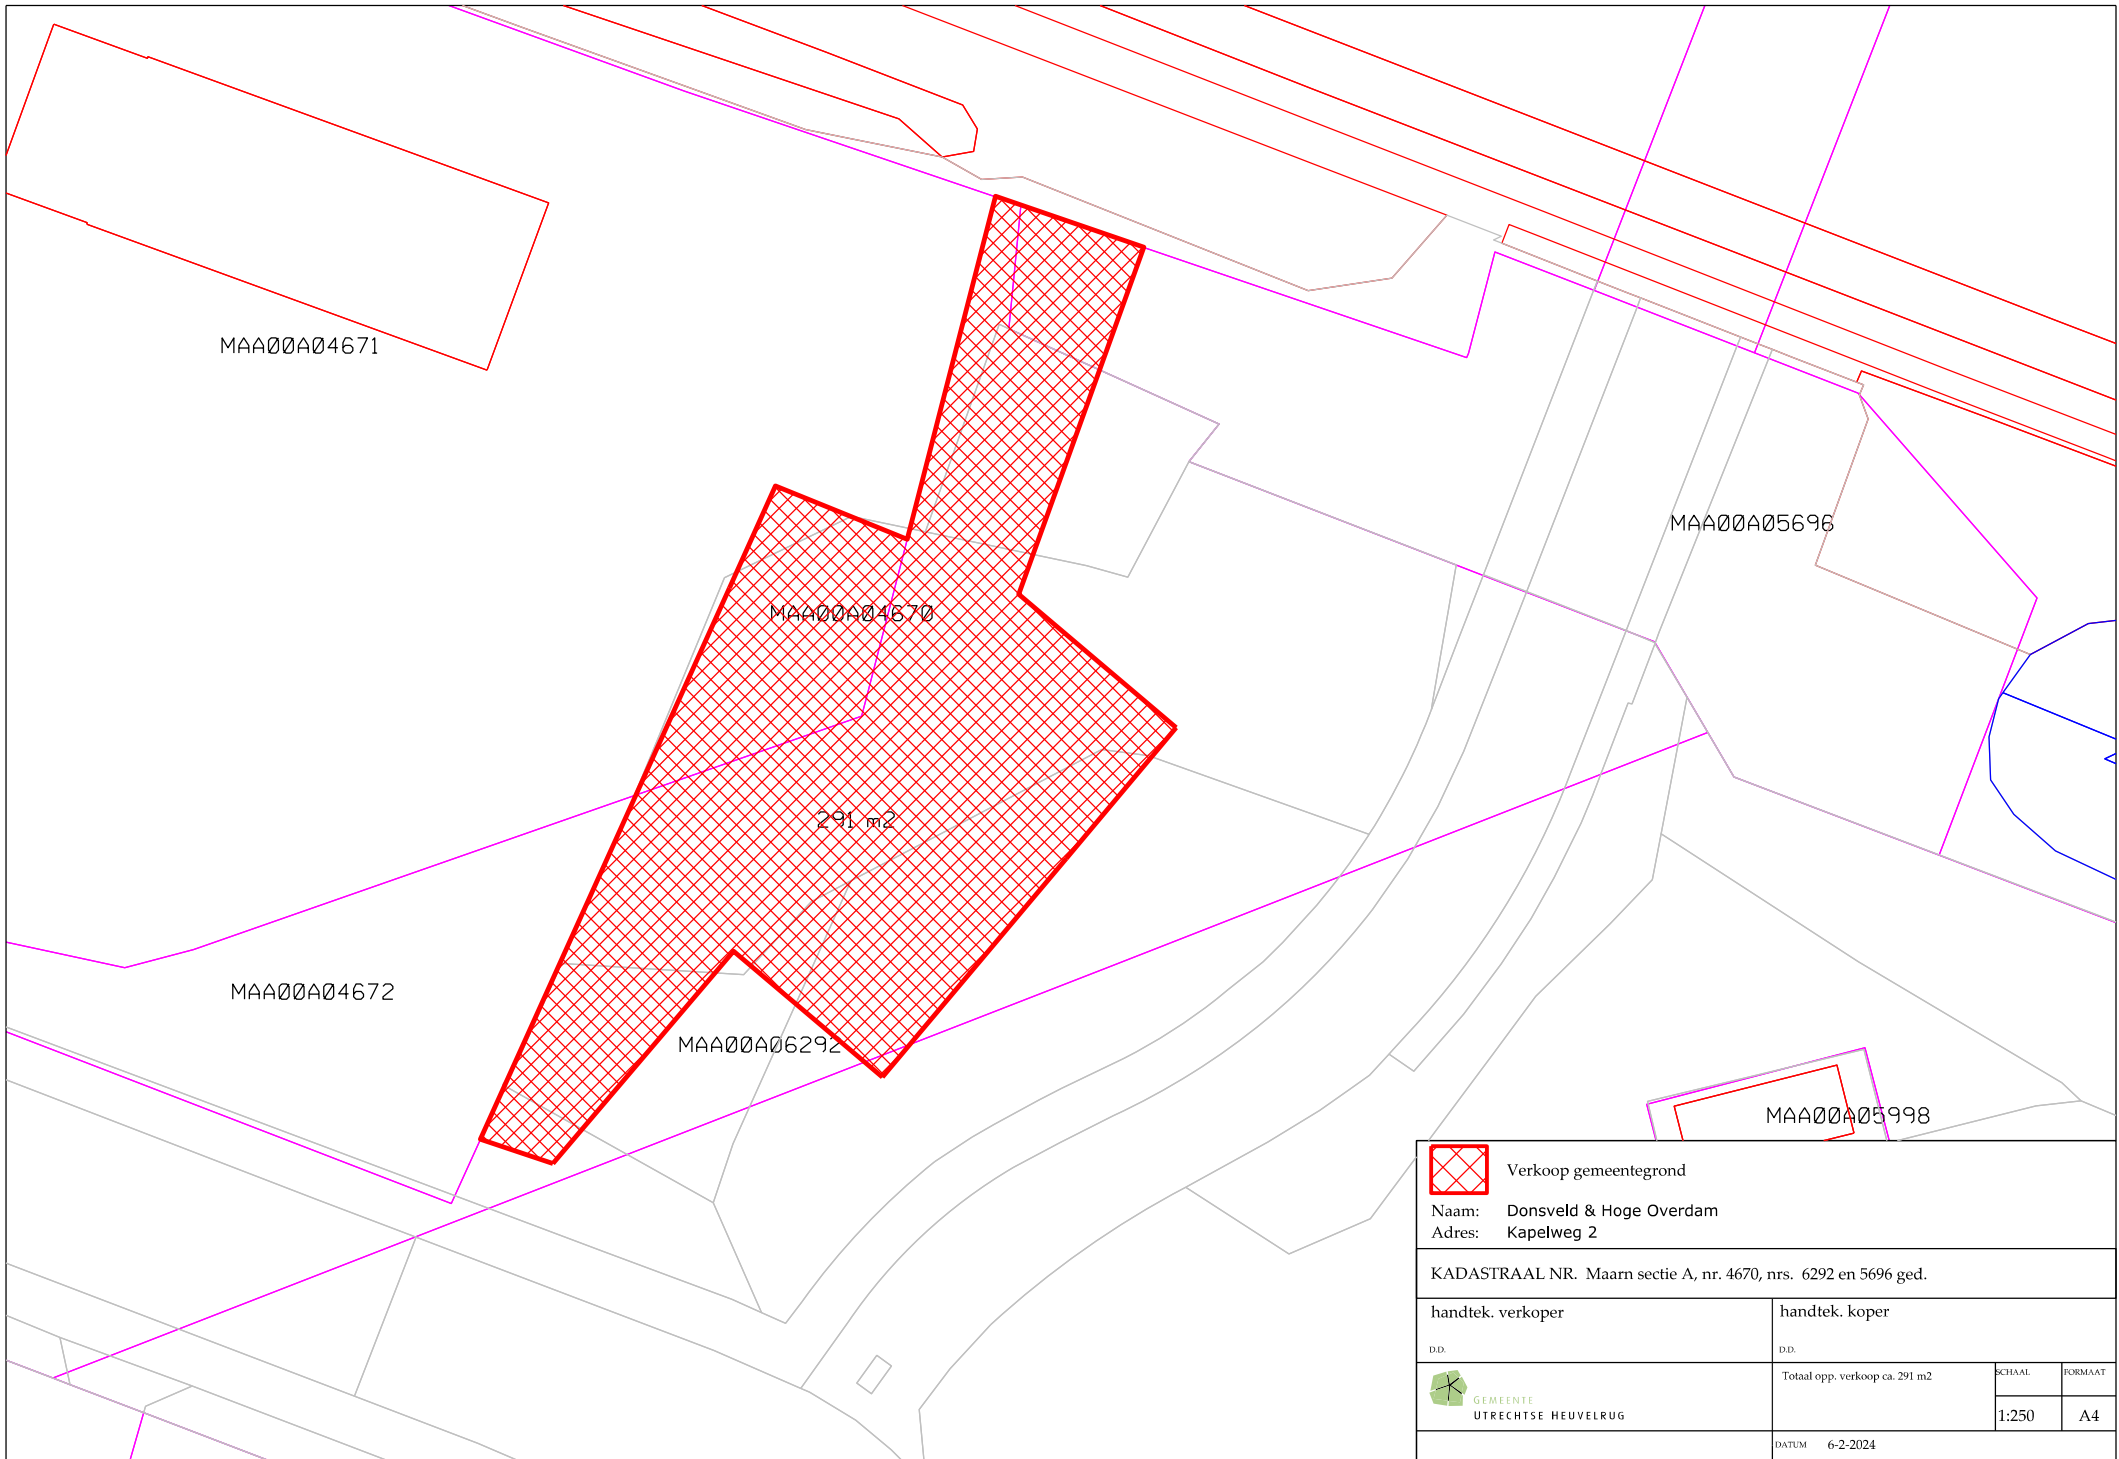 MAA00A04671
MAA00A05696
MAA00A04670
291 m2
MAA00A04672
MAA00A06292
MAA00A05998
Verkoop gemeentegrond
Naam: Donsveld & Hoge Overdam
Adres: Kapelweg 2
KADASTRAAL NR. Maarn sectie A, nr. 4670, nrs. 6292 en 5696 ged.
handtek. verkoper
handtek. koper
D.D.
D.D.
GEMEENTE
UTRECHTSE HEUVELRUG
Totaal opp. verkoop ca. 291 m2
SCHAAL
FORMAAT
1:250
A4
DATUM 6-2-2024